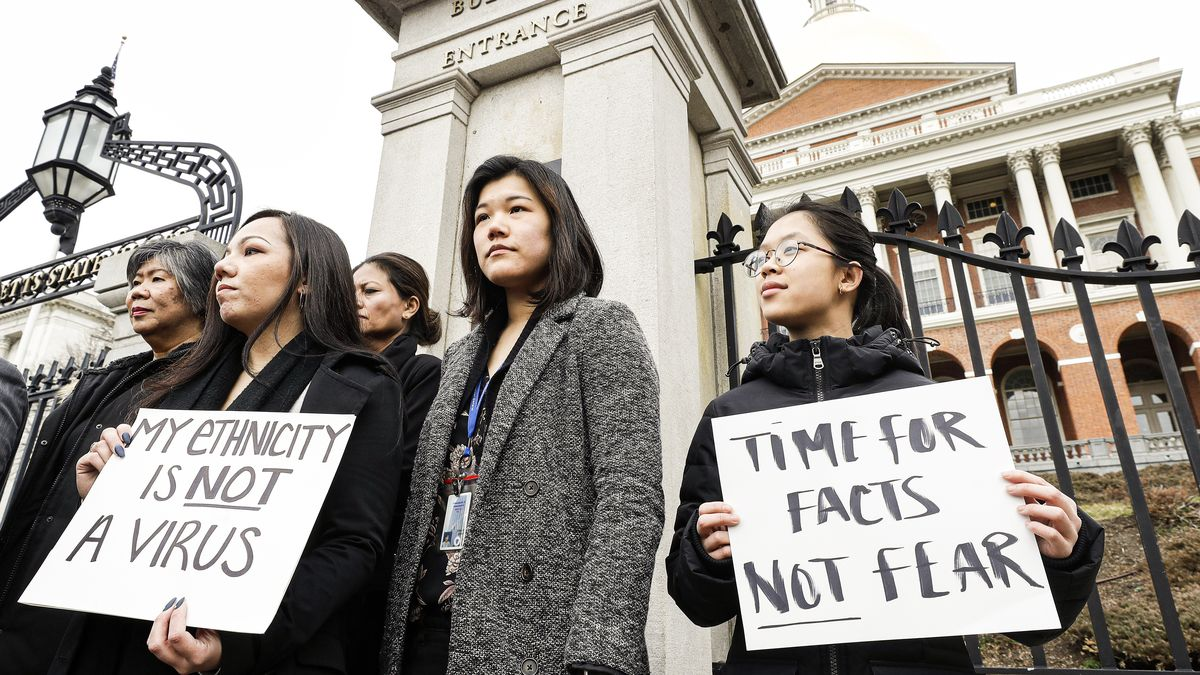 ENTRANCE
ETTS STATE
MY ETHNICITY
IS NOT
A VIRUS
TIME FOR
FACTS
NOT FEAR